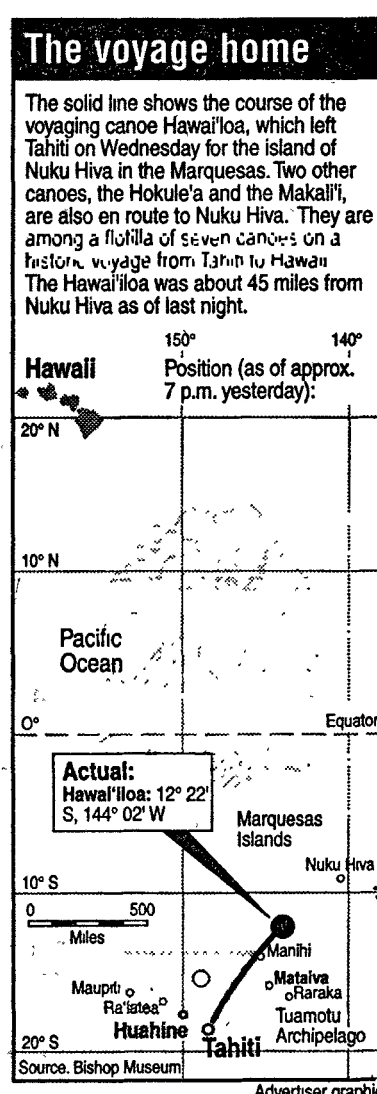 The voyage home
The solid line shows the course of the
voyaging canoe Hawai'iloa, which left
Tahiti on Wednesday for the island of
Nuku Hiva in the Marquesas. Two other
canoes, the Hokule'a and the Makali'i,
are also en route to Nuku Hiva. They are
among a flotilla of seven canoes on a
historic voyage from Tahiti to Hawaii
The Hawai'iloa was about 45 miles from
Nuku Hiva as of last night.
150° 140°
Hawaii
Position (as of approx.
7 p.m. yesterday):
20° N
10° N
Pacific
Ocean
0° Equator
Actual:
Hawai'iloa: 12° 22'
S, 144° 02' W
Marquesas
Islands
Nuku Hiva
10° S
0 500
Miles
Manihi
Mataiva
Maupiti
Raraka
Ra'iatea
Huahine
Tuamotu
Archipelago
Tahiti
20° S
Source. Bishop Museum
Advertiser graphic